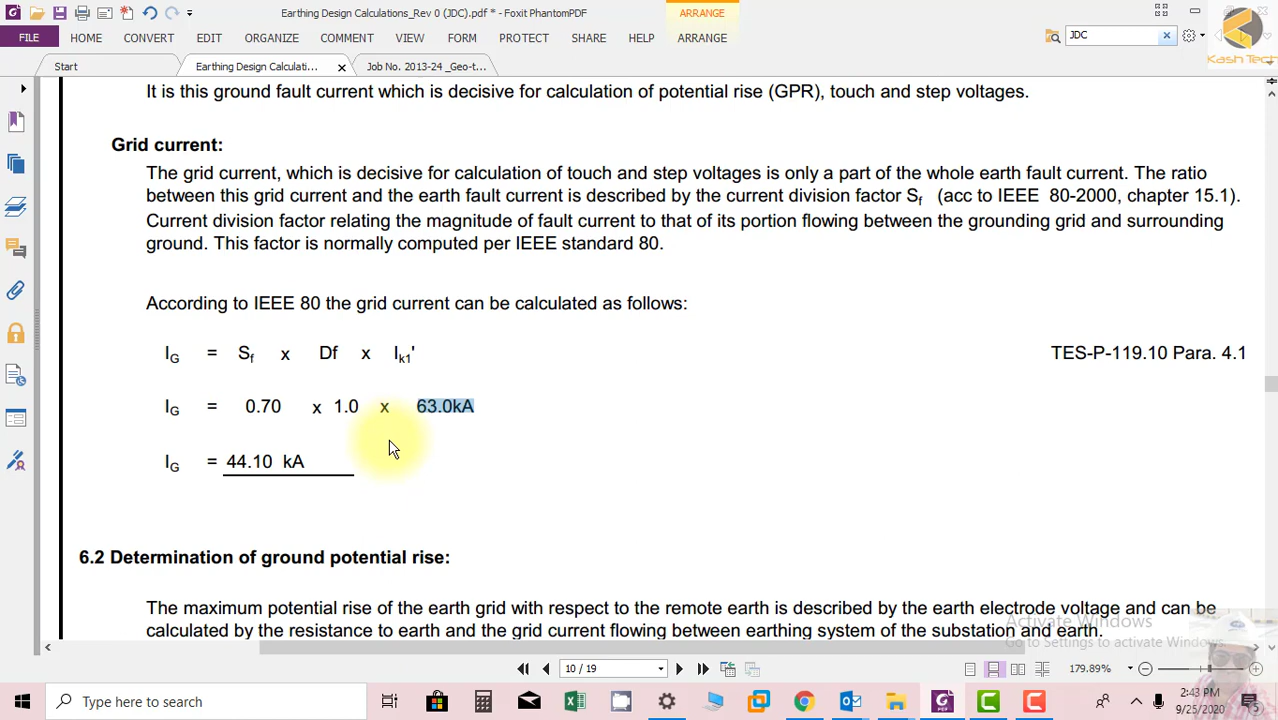 Earthing Design Calculations_Rev 0 (JDC).pdf * - Foxit PhantomPDF
ARRANGE
FILE HOME CONVERT EDIT ORGANIZE COMMENT VIEW FORM PROTECT SHARE HELP ARRANGE
JDC
Kash Tech
Start
Earthing Design Calculati...
Job No. 2013-24 _Geo-t...
It is this ground fault current which is decisive for calculation of potential rise (GPR), touch and step voltages.
Grid current:
The grid current, which is decisive for calculation of touch and step voltages is only a part of the whole earth fault current. The ratio
between this grid current and the earth fault current is described by the current division factor Sf (acc to IEEE 80-2000, chapter 15.1).
Current division factor relating the magnitude of fault current to that of its portion flowing between the grounding grid and surrounding
ground. This factor is normally computed per IEEE standard 80.
According to IEEE 80 the grid current can be calculated as follows:
IG = Sf x Df x Ik1' TES-P-119.10 Para. 4.1
IG = 0.70 x 1.0 x 63.0kA
IG = 44.10 kA
6.2 Determination of ground potential rise:
The maximum potential rise of the earth grid with respect to the remote earth is described by the earth electrode voltage and can be
calculated by the resistance to earth and the grid current flowing between earthing system of the substation and earth.
Activate Windows
Go to Settings to activate Windows.
10 / 19
179.89%
Type here to search
2:43 PM
9/25/2020
5